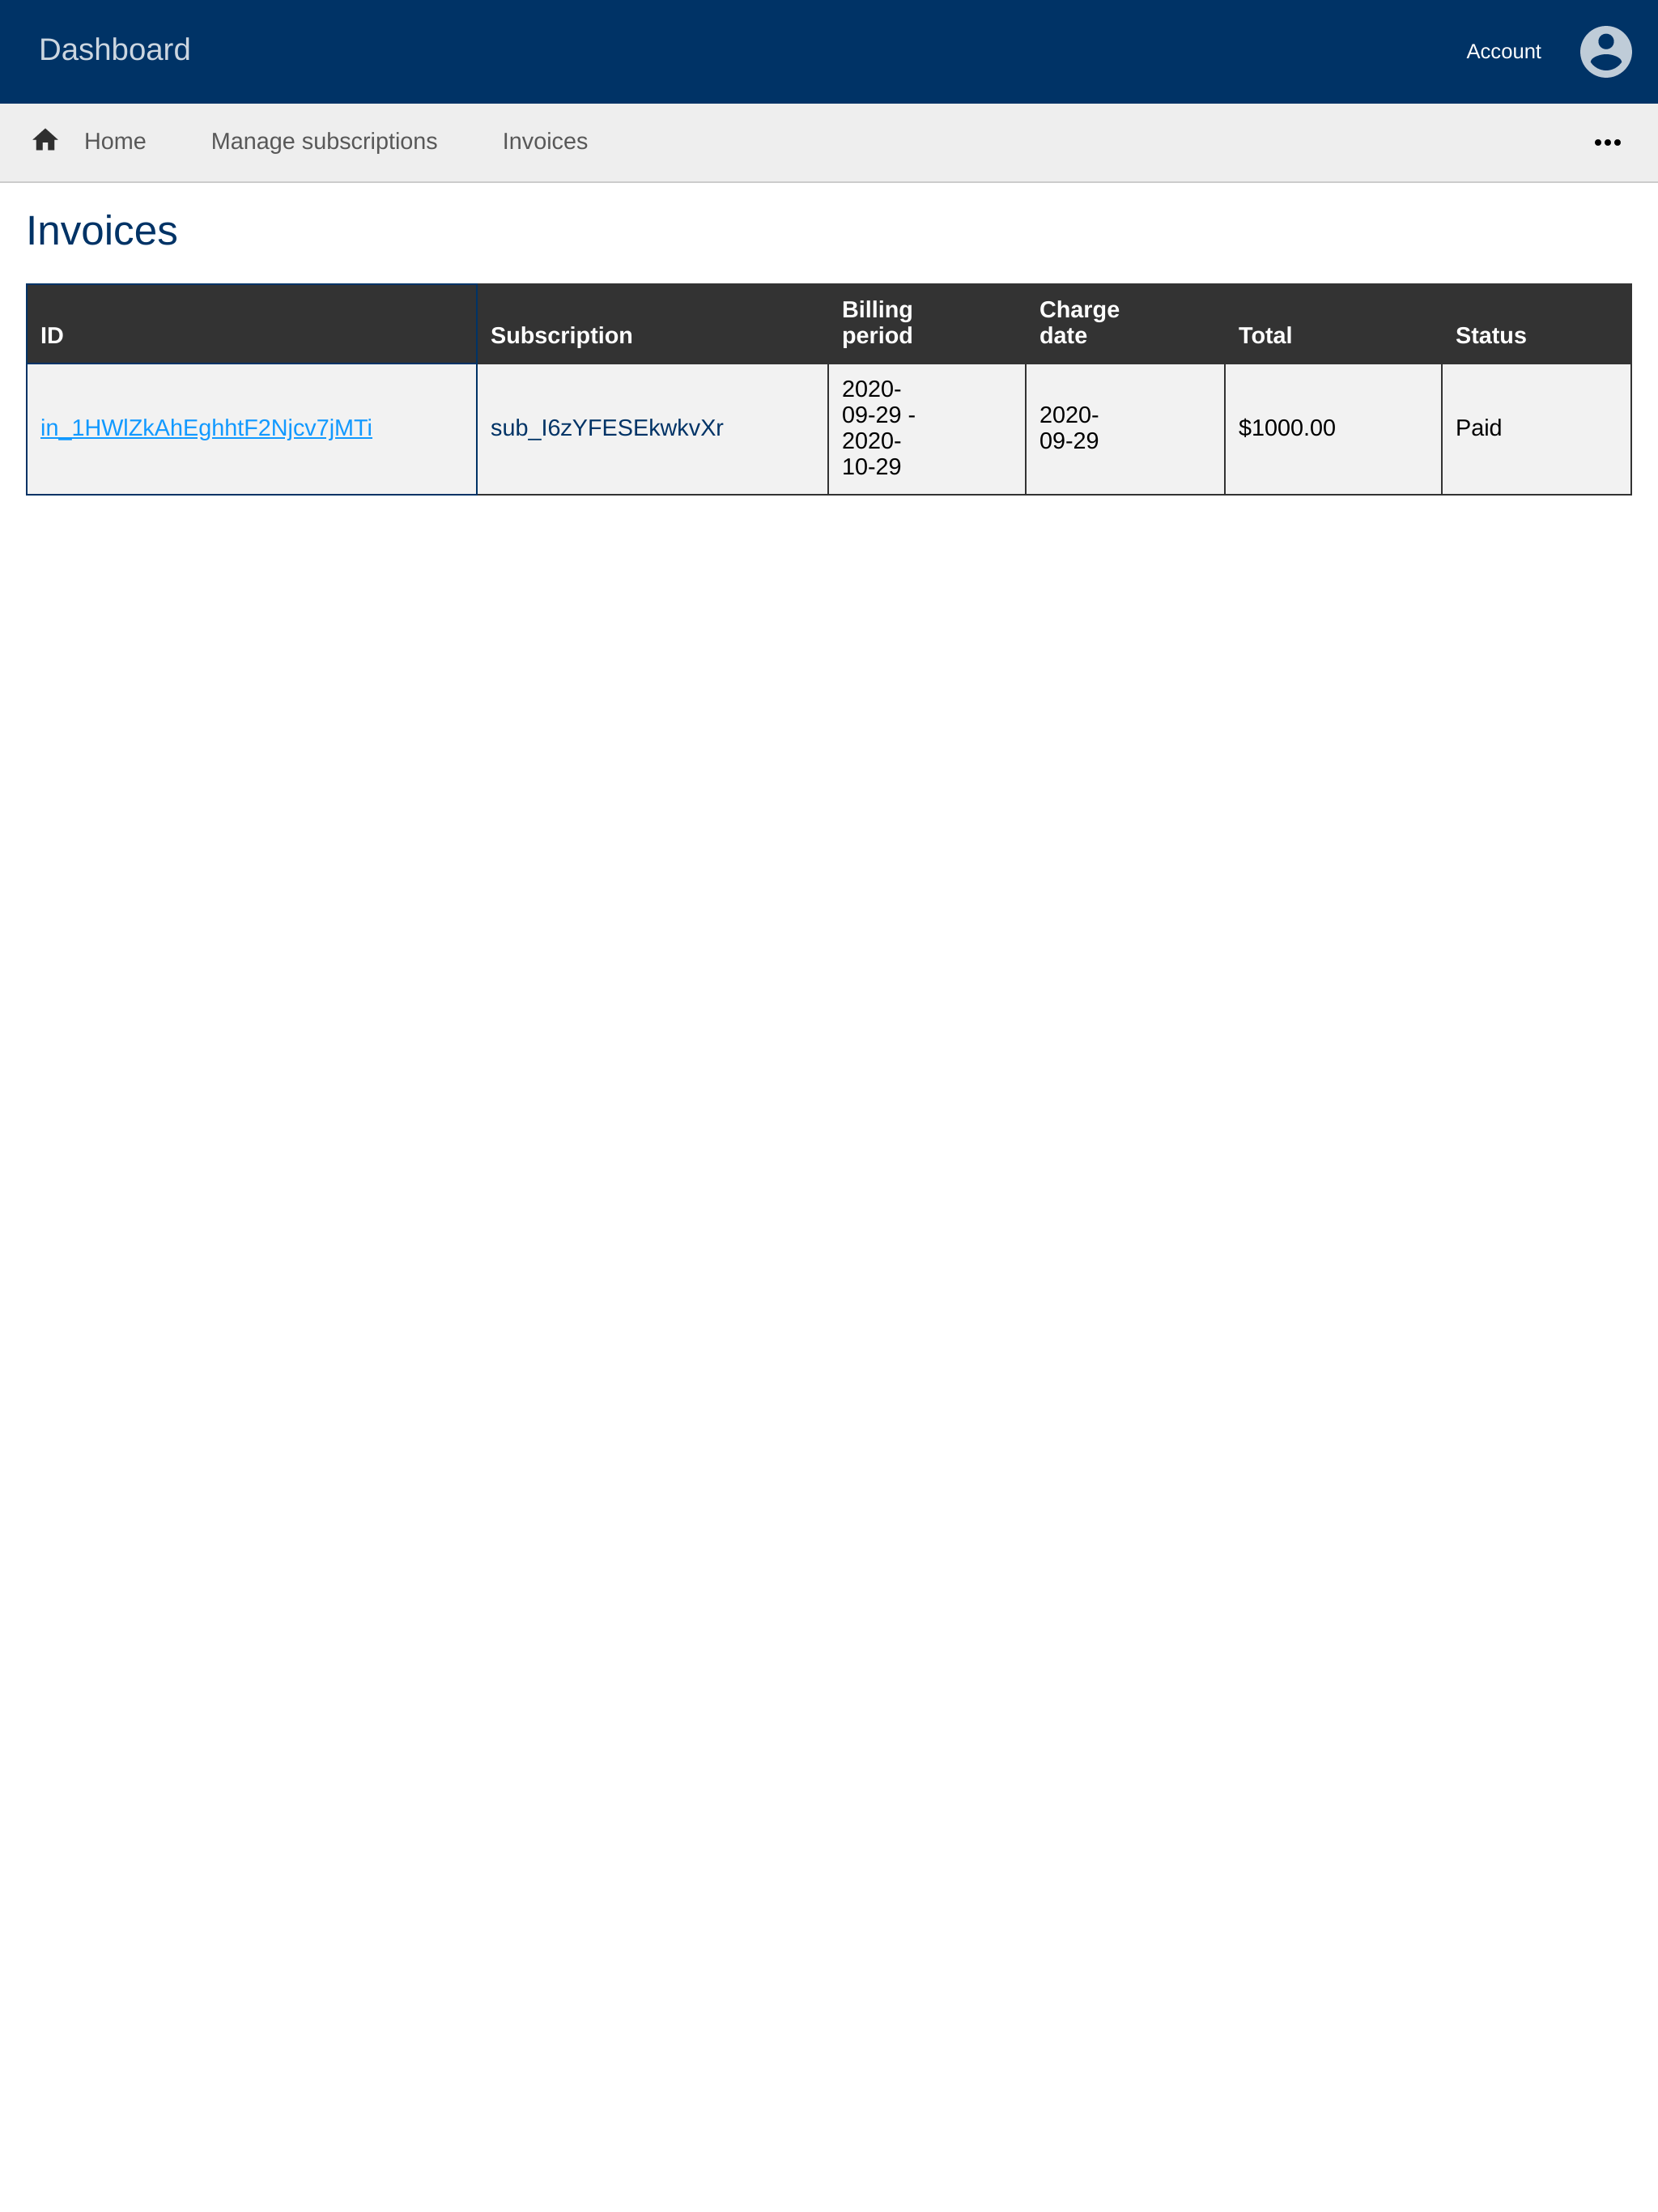 Dashboard
Account
Home Manage subscriptions Invoices
Invoices
ID Subscription Billing period Charge date Total Status
in_1HWlZkAhEghhtF2Njcv7jMTi sub_I6zYFESEkwkvXr 2020-09-29 - 2020-10-29 2020-09-29 $1000.00 Paid